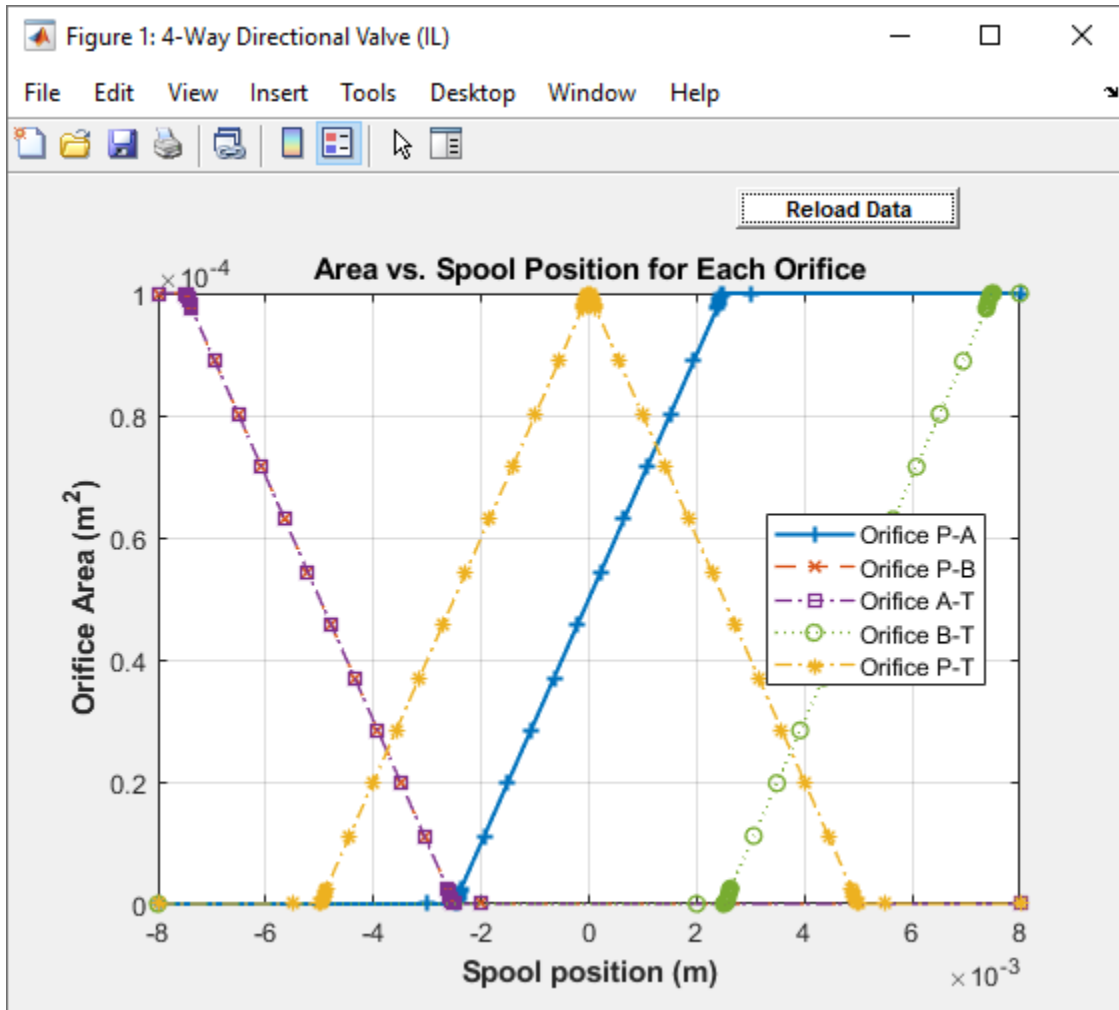 Figure 1: 4-Way Directional Valve (IL)
File Edit View Insert Tools Desktop Window Help
Reload Data
Area vs. Spool Position for Each Orifice
× 10-4
1
0.8
0.6
0.4
0.2
0
Orifice Area (m2)
Orifice P-A
Orifice P-B
Orifice A-T
Orifice B-T
Orifice P-T
-8 -6 -4 -2 0 2 4 6 8
Spool position (m)
× 10-3